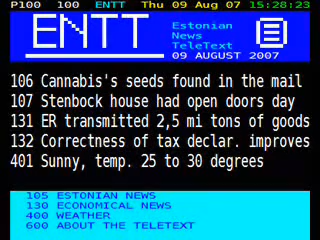 P100 100 ENTT Thu 09 Aug 07 15:28:23
ENTT
Estonian
News
TeleText
09 AUGUST 2007
106 Cannabis's seeds found in the mail
107 Stenbock house had open doors day
131 ER transmitted 2,5 mi tons of goods
132 Correctness of tax declar. improves
401 Sunny, temp. 25 to 30 degrees
105 ESTONIAN NEWS
130 ECONOMICAL NEWS
400 WEATHER
600 ABOUT THE TELETEXT